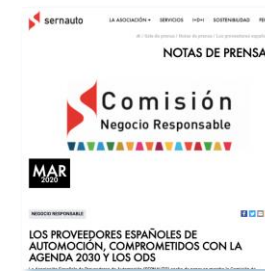 sernauto
LA ASOCIACIÓN SERVICIOS I+D+I SOSTENIBILIDAD
NOTAS DE PRENSA
Comisión
Negocio Responsable
MAR
2020
NEGOCIO RESPONSABLE
LOS PROVEEDORES ESPAÑOLES DE
AUTOMOCIÓN, COMPROMETIDOS CON LA
AGENDA 2030 Y LOS ODS